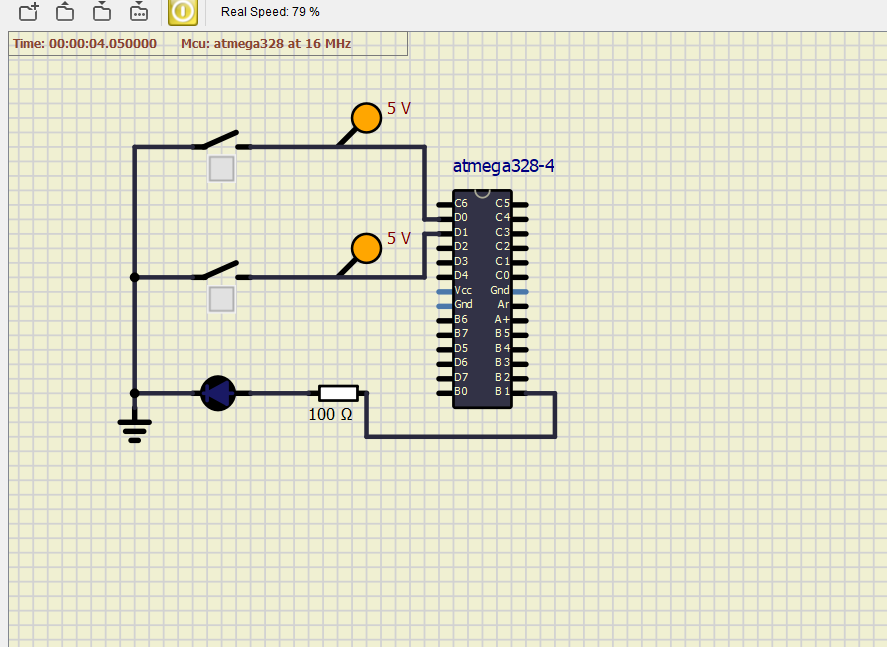 Real Speed: 79 %
Time: 00:00:04.050000 Mcu: atmega328 at 16 MHz
5 V
atmega328-4
C6 C5
D0 C4
D1 C3
5 V
D2 C2
D3 C1
D4 C0
Vcc Gnd
Gnd Ar
B6 A+
B7 B5
D5 B4
D6 B3
D7 B2
B0 B1
100 Ω